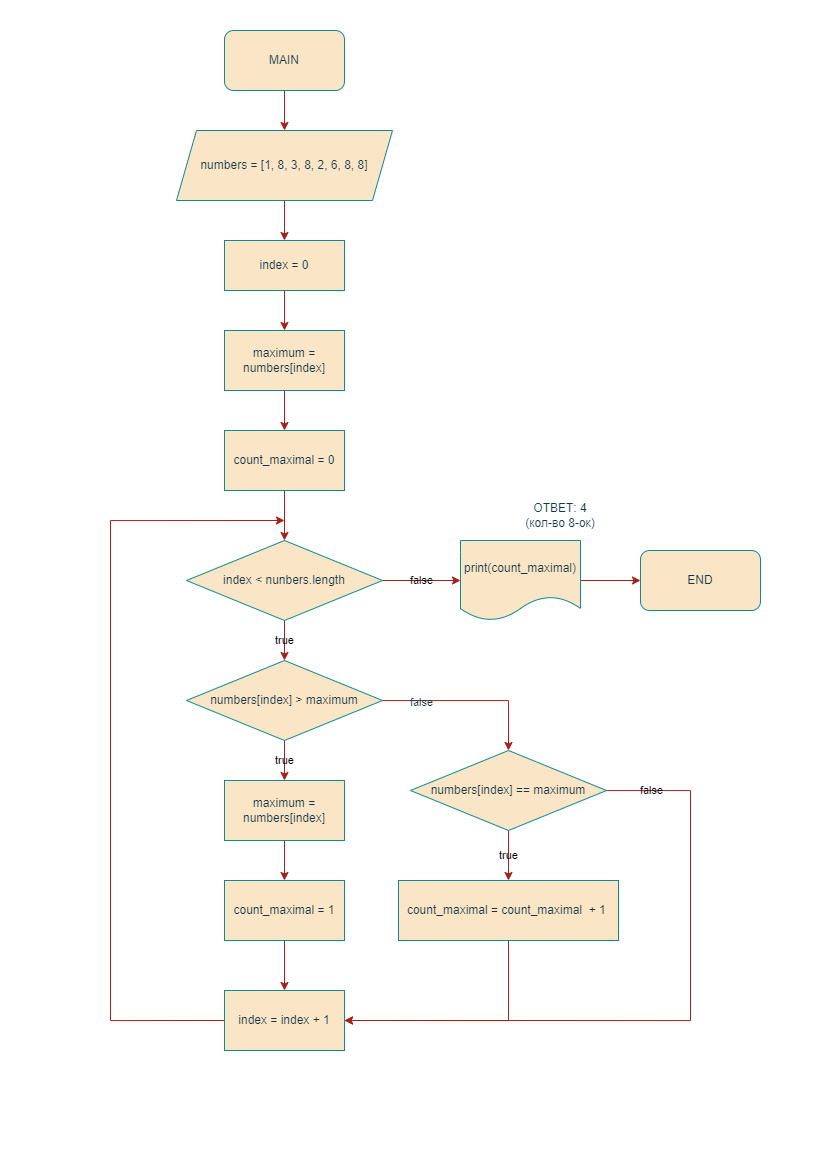 MAIN
numbers = [1, 8, 3, 8, 2, 6, 8, 8]
index = 0
maximum =
numbers[index]
count_maximal = 0
ОТВЕТ: 4
(кол-во 8-ок)
index < nunbers.length
false
print(count_maximal)
END
true
numbers[index] > maximum
false
true
numbers[index] == maximum
false
maximum =
numbers[index]
true
count_maximal = 1
count_maximal = count_maximal  + 1
index = index + 1